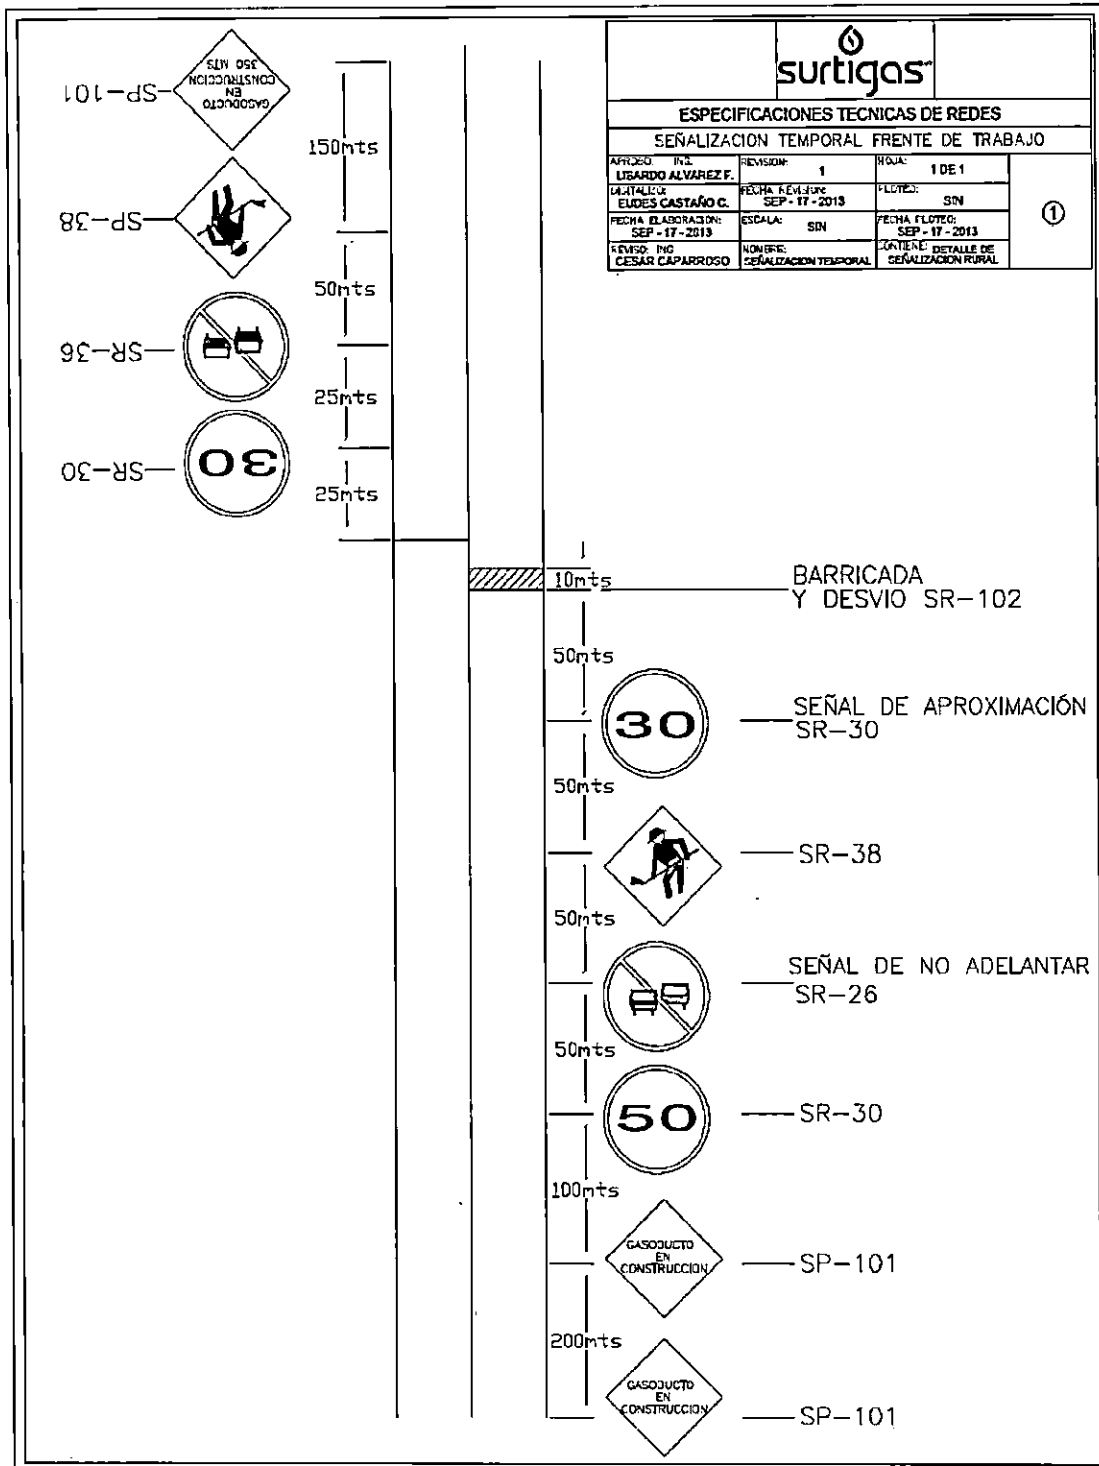 surtigas
ESPECIFICACIONES TECNICAS DE REDES
SEÑALIZACION TEMPORAL FRENTE DE TRABAJO
APROBO: ING. LIBARDO ALVAREZ F.
REVISION: 1
HOJA: 1 DE 1
DIGITALIZO: EUDES CASTAÑO C.
FECHA REVISION: SEP - 17 - 2013
PLOTEO: SIN
FECHA ELABORACION: SEP - 17 - 2013
ESCALA: SIN
FECHA PLOTEO: SEP - 17 - 2013
REVISO: ING CESAR CAPARROSO
NOMBRE: SEÑALIZACION TEMPORAL
CONTIENE: DETALLE DE SEÑALIZACION RURAL
1
GASODUCTO
EN
CONSTRUCCION
350 MTS
SP-101
150mts
SP-38
50mts
SR-36
25mts
30
SR-30
25mts
10mts
BARRICADA
Y DESVIO SR-102
50mts
30
SEÑAL DE APROXIMACIÓN
SR-30
50mts
SR-38
50mts
SEÑAL DE NO ADELANTAR
SR-26
50mts
50
SR-30
100mts
GASODUCTO
EN
CONSTRUCCION
SP-101
200mts
GASODUCTO
EN
CONSTRUCCION
SP-101